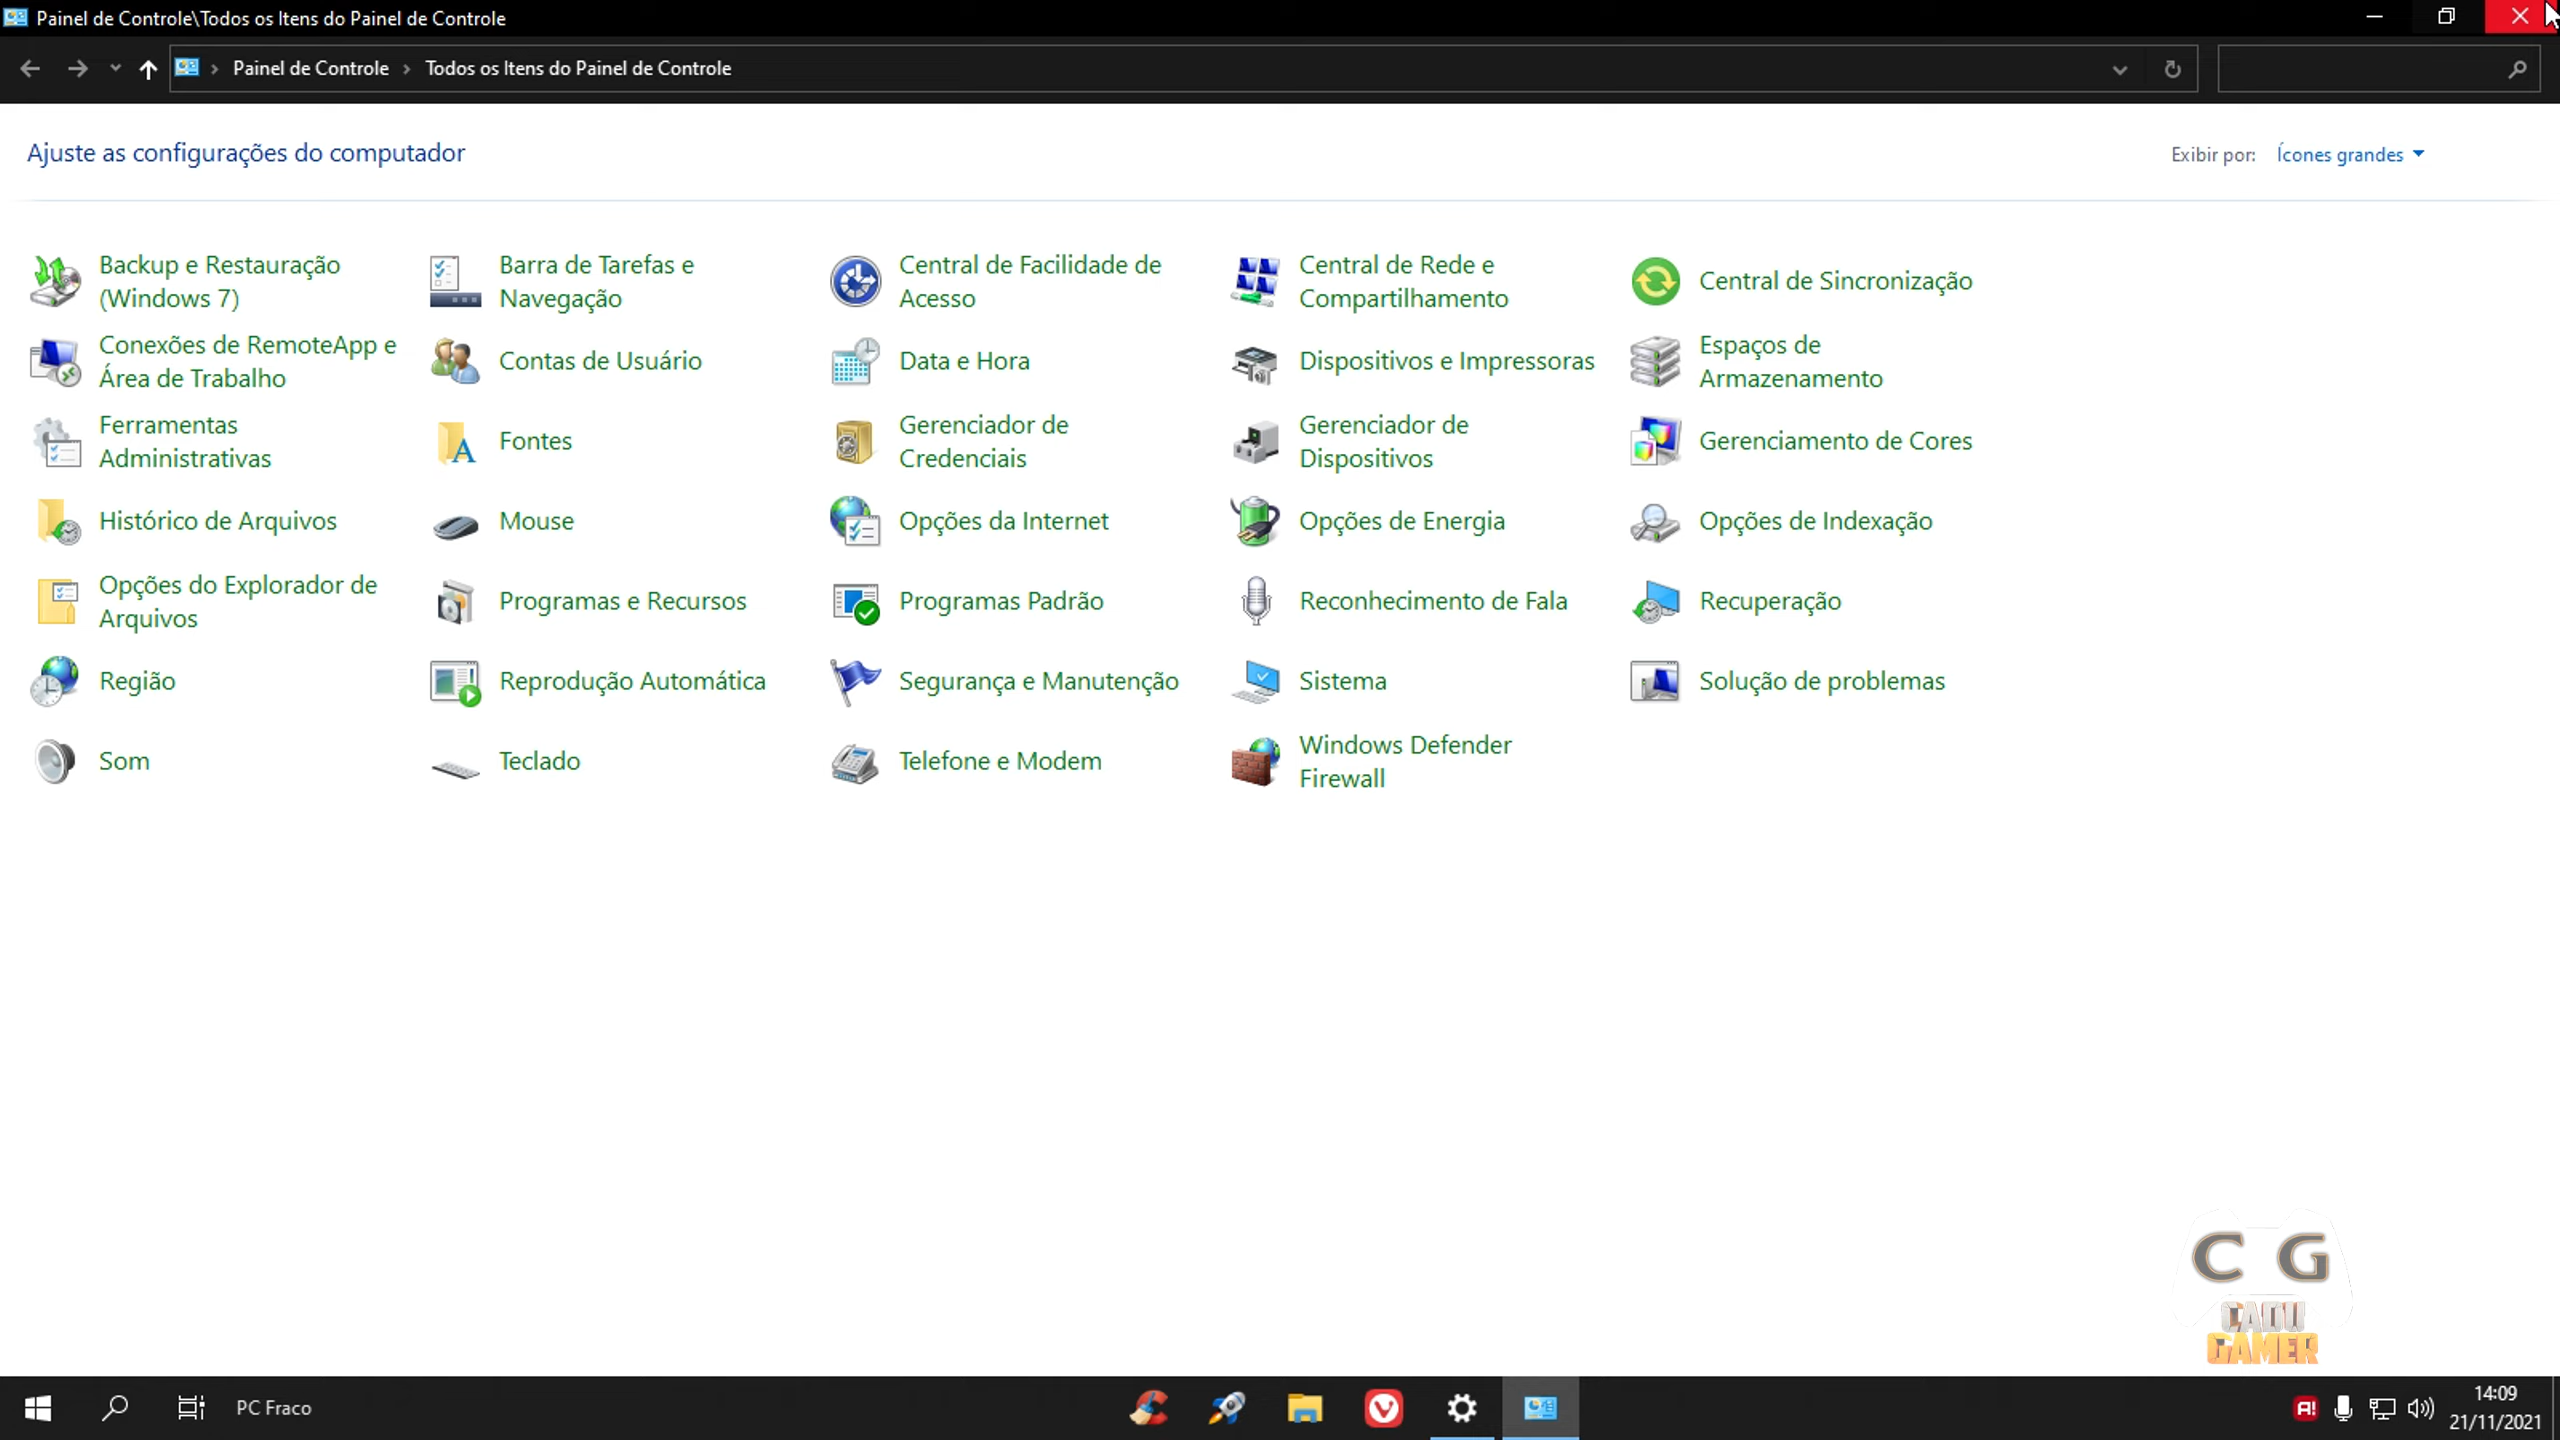 Painel de Controle\Todos os Itens do Painel de Controle
Painel de Controle
Todos os Itens do Painel de Controle
Ajuste as configurações do computador
Exibir por:
Ícones grandes
Backup e Restauração
(Windows 7)
Barra de Tarefas e
Navegação
Central de Facilidade de
Acesso
Central de Rede e
Compartilhamento
Central de Sincronização
Conexões de RemoteApp e
Área de Trabalho
Contas de Usuário
Data e Hora
Dispositivos e Impressoras
Espaços de
Armazenamento
Ferramentas
Administrativas
Fontes
Gerenciador de
Credenciais
Gerenciador de
Dispositivos
Gerenciamento de Cores
Histórico de Arquivos
Mouse
Opções da Internet
Opções de Energia
Opções de Indexação
Opções do Explorador de
Arquivos
Programas e Recursos
Programas Padrão
Reconhecimento de Fala
Recuperação
Região
Reprodução Automática
Segurança e Manutenção
Sistema
Solução de problemas
Som
Teclado
Telefone e Modem
Windows Defender
Firewall
C G
CADU
GAMER
PC Fraco
A!
14:09
21/11/2021